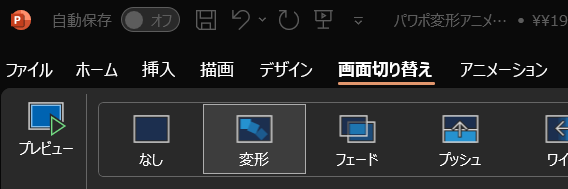 P 自動保存 オフ パワポ変形アニメ… • ¥¥19
ファイル ホーム 挿入 描画 デザイン 画面切り替え アニメーション
プレビュー なし 変形 フェード プッシュ ワイ